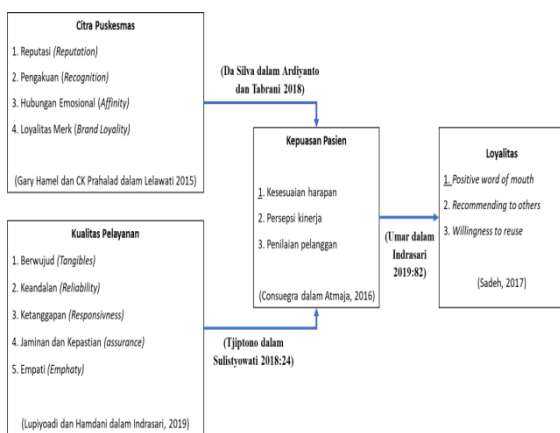 Citra Puskesmas
1. Reputasi (Reputation)
2. Pengakuan (Recognition)
3. Hubungan Emosional (Affinity)
4. Loyalitas Merk (Brand Loyality)
(Gary Hamel dan CK Prahalad dalam Lelawati 2015)
(Da Silva dalam Ardiyanto
dan Tabrani 2018)
Kualitas Pelayanan
1. Berwujud (Tangibles)
2. Keandalan (Reliability)
3. Ketanggapan (Responsivness)
4. Jaminan dan Kepastian (assurance)
5. Empati (Emphaty)
(Lupiyoadi and Hamdani dalam Indrasari, 2019)
(Tjiptono dalam
Sulistyowati 2018:24)
Kepuasan Pasien
1. Kesesuaian harapan
2. Persepsi kinerja
3. Penilaian pelanggan
(Consuegra dalam Atmaja, 2016)
(Umar dalam
Indrasari
2019:82)
Loyalitas
1. Positive word of mouth
2. Recommending to others
3. Willingness to reuse
(Sadeh, 2017)